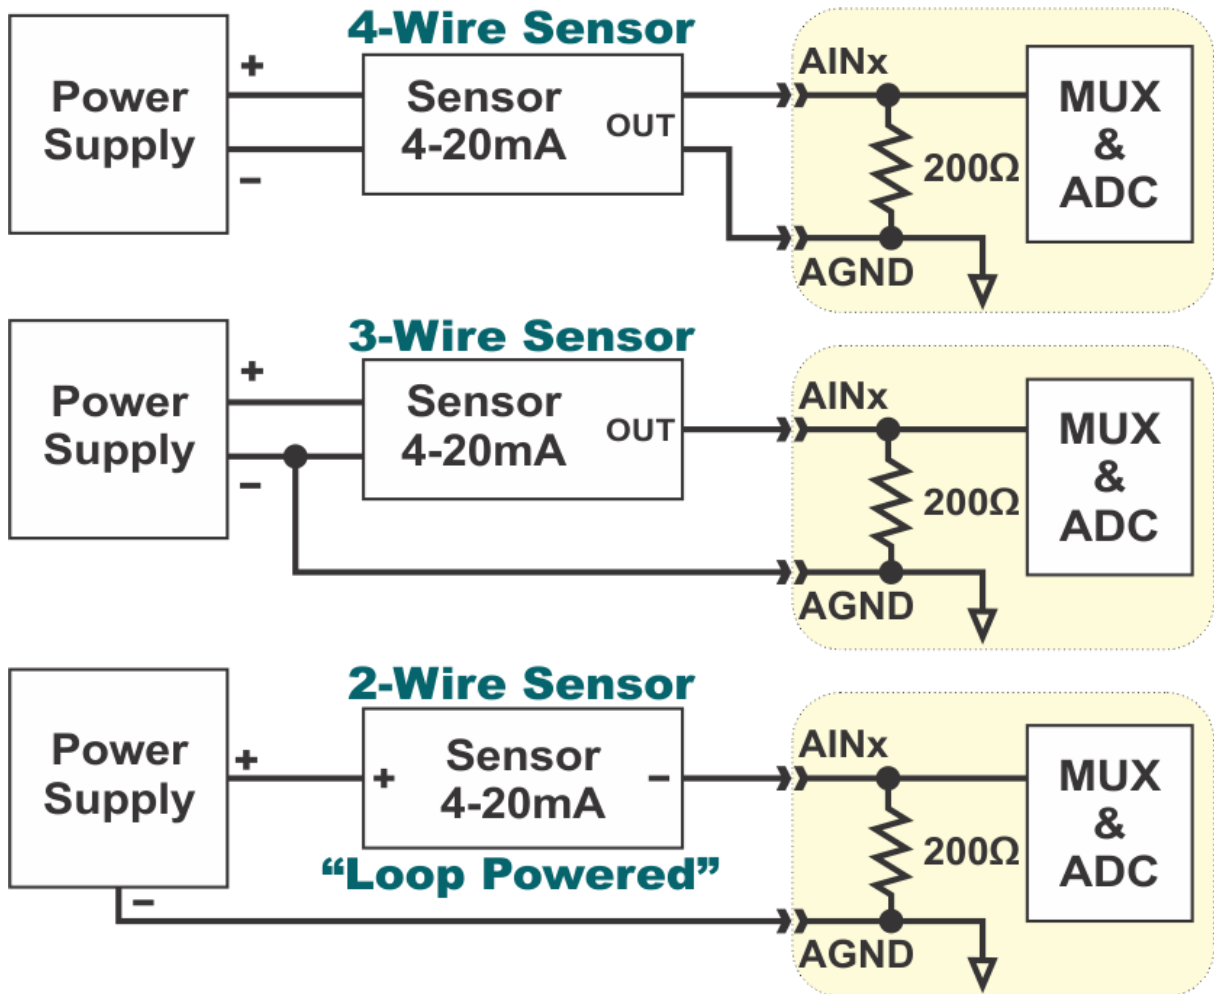 4-Wire Sensor
Power
Supply
+
−
Sensor
4-20mA
OUT
AINx
200Ω
AGND
MUX
&
ADC
3-Wire Sensor
Power
Supply
+
−
Sensor
4-20mA
OUT
AINx
200Ω
AGND
MUX
&
ADC
2-Wire Sensor
Power
Supply
+
−
+
Sensor
4-20mA
−
“Loop Powered”
AINx
200Ω
AGND
MUX
&
ADC